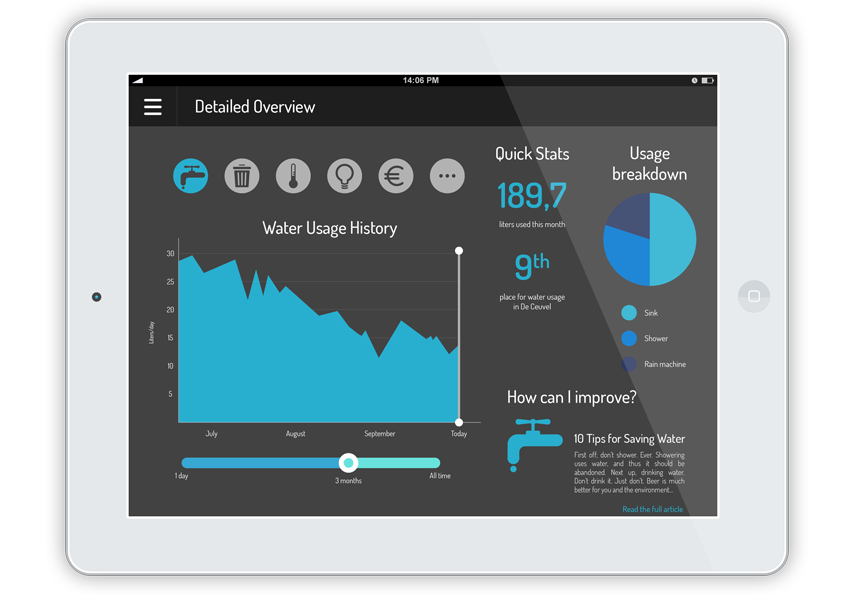 14:06 PM
Detailed Overview
Water Usage History
Liters/day
30
25
20
15
10
5
July August September Today
1 day 3 months All time
Quick Stats
189,7
liters used this month
9th
place for water usage
in De Ceuvel
Usage
breakdown
Sink
Shower
Rain machine
How can I improve?
10 Tips for Saving Water
First off, don't shower. Ever. Showering
uses water, and thus it should be
abandoned. Next up, drinking water.
Don't drink it. Just don't. Beer is much
better for you and the environment...
Read the full article